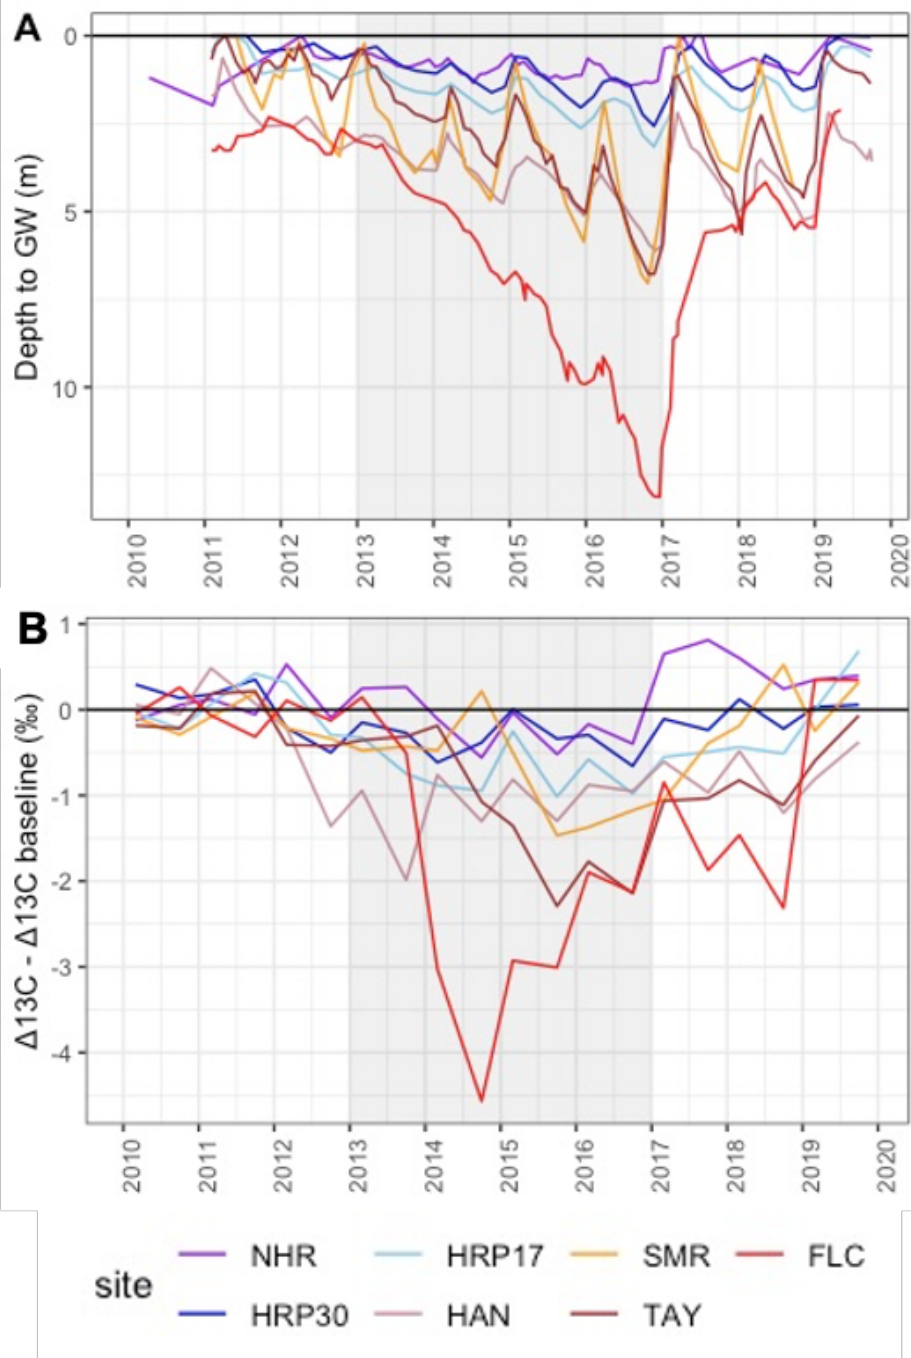 A
0
5
10
Depth to GW (m)
2010 2011 2012 2013 2014 2015 2016 2017 2018 2019 2020
B
1
0
-1
-2
-3
-4
Δ13C - Δ13C baseline (‰)
2010 2011 2012 2013 2014 2015 2016 2017 2018 2019 2020
site
NHR HRP17 SMR FLC
HRP30 HAN TAY